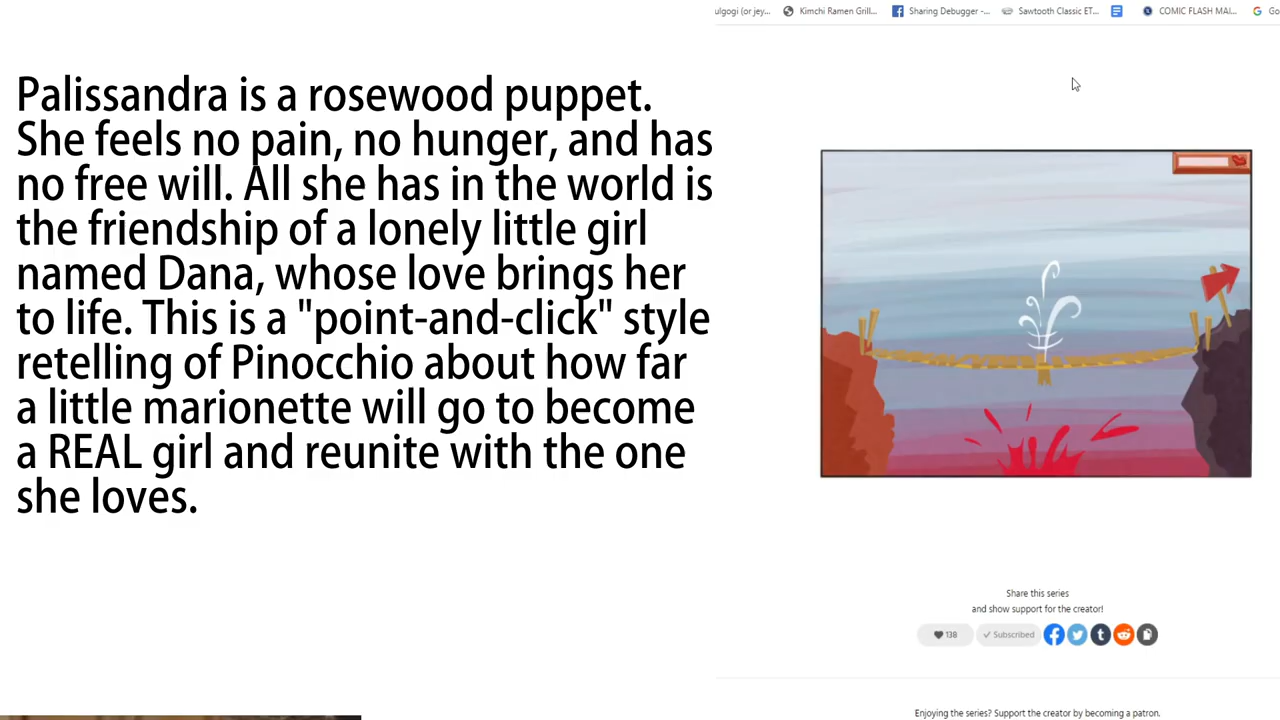 ulgogi (or jey...
Kimchi Ramen Grill...
Sharing Debugger -...
Sawtooth Classic ET...
COMIC FLASH MAI...
Go
Palissandra is a rosewood puppet.
She feels no pain, no hunger, and has
no free will. All she has in the world is
the friendship of a lonely little girl
named Dana, whose love brings her
to life. This is a "point-and-click" style
retelling of Pinocchio about how far
a little marionette will go to become
a REAL girl and reunite with the one
she loves.
Share this series
and show support for the creator!
138
Subscribed
Enjoying the series? Support the creator by becoming a patron.